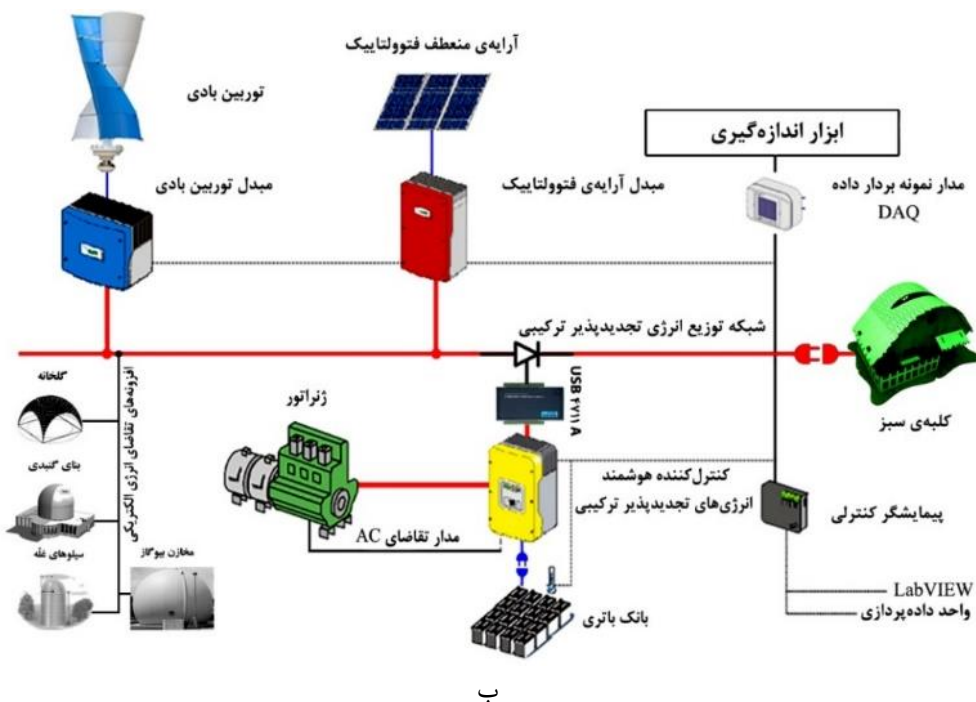 آرایه‌ی منعطف فتوولتاییک
توربین بادی
ابزار اندازه‌گیری
مبدل توربین بادی
مبدل آرایه‌ی فتوولتاییک
مدار نمونه بردار داده
DAQ
شبکه توزیع انرژی تجدیدپذیر ترکیبی
افزونه‌های تقاضای انرژی الکتریکی
گلخانه
ژنراتور
USB ۴۷۱۱ A
کلبه‌ی سبز
بنای گنبدی
کنترل‌کننده هوشمند
انرژی‌های تجدیدپذیر ترکیبی
پیمایشگر کنترلی
مدار تقاضای AC
سیلوهای غلّه
مخازن بیوگاز
LabVIEW
واحد داده‌پردازی
بانک باتری
ب